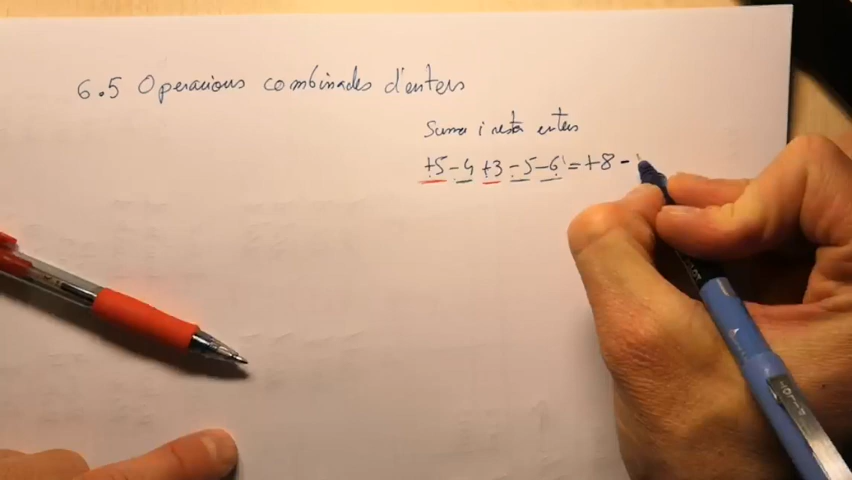 6.5 Operacions combinades d'enters
Suma i resta enters
+5-4+3-5-6=+8-